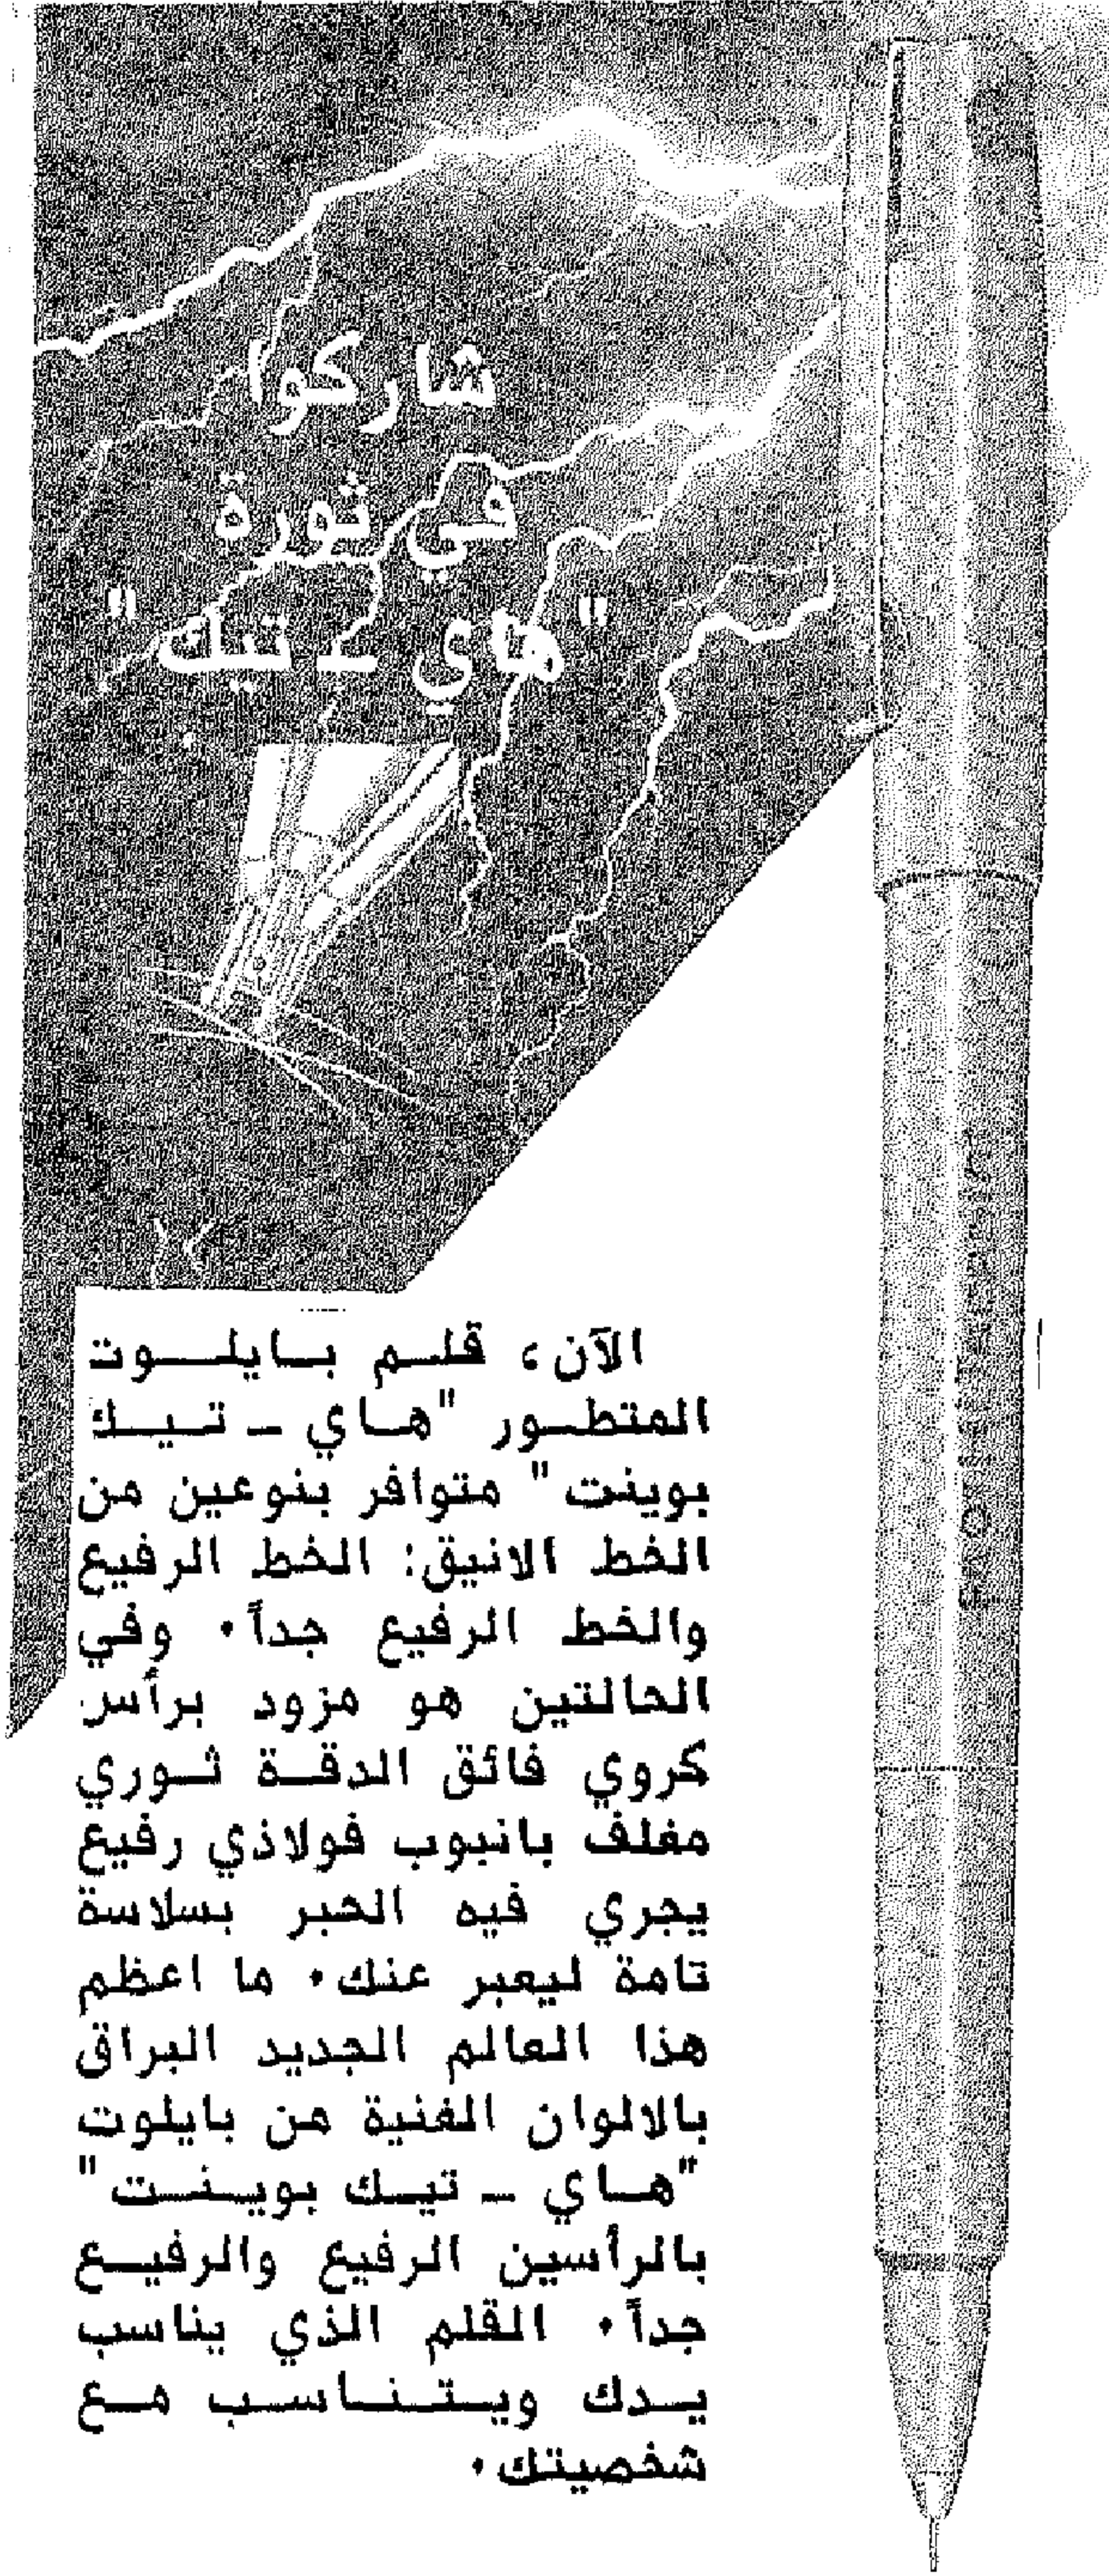 شاركوا
في ثورة
"هاي - تيك"
الآن، قلم بايلوت
المتطور "هاي - تيك
بوينت" متوافر بنوعين من
الخط الانيق: الخط الرفيع
والخط الرفيع جداً. وفي
الحالتين هو مزود برأس
كروي فائق الدقة ثوري
مغلف بانبوب فولاذي رفيع
يجري فيه الحبر بسلاسة
تامة ليعبر عنك. ما اعظم
هذا العالم الجديد البراق
بالالوان الغنية من بايلوت
"هاي - تيك بوينت"
بالرأسين الرفيع والرفيع
جداً. القلم الذي يناسب
يدك ويتناسب مع
شخصيتك.